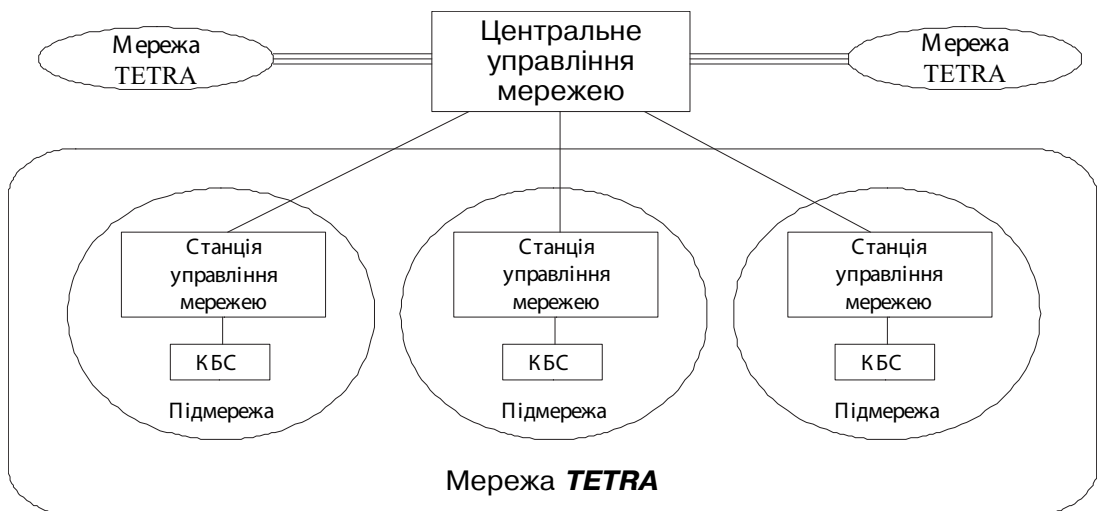 Мережа
TETRA
Центральне
управління
мережею
Мережа
TETRA
Станція
управління
мережею
КБС
Підмережа
Станція
управління
мережею
КБС
Підмережа
Станція
управління
мережею
КБС
Підмережа
Мережа TETRA